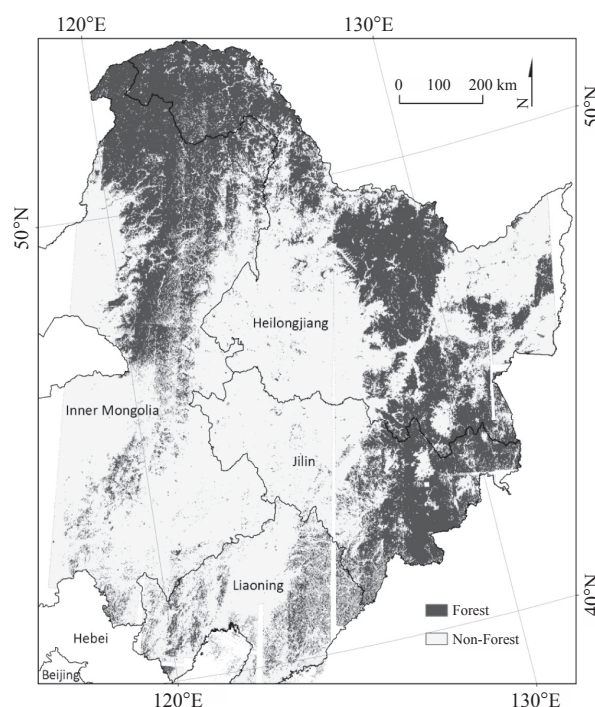 120°E
130°E
0 100 200 km
N
50°N
50°N
Heilongjiang
Inner Mongolia
Jilin
Liaoning
Forest
Non-Forest
40°N
Hebei
Beijing
120°E
130°E